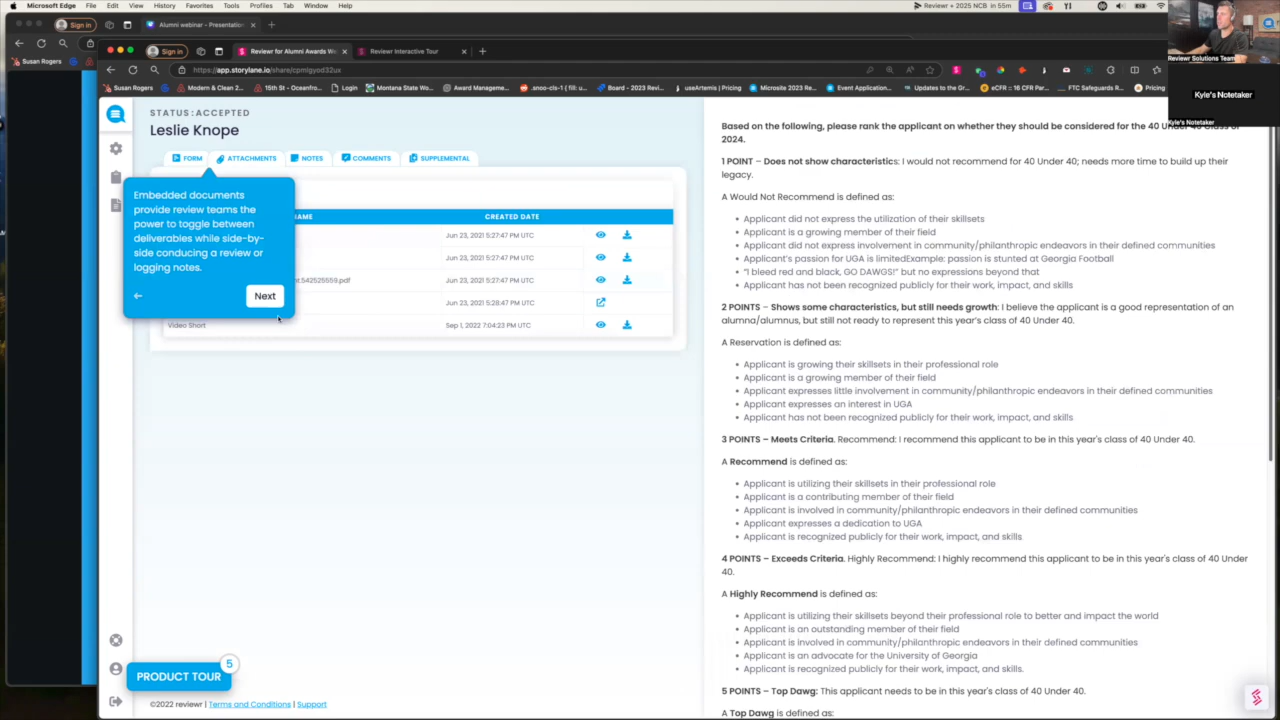 Microsoft Edge File Edit View History Favorites Tools Profiles Tab Window Help
Reviewr + 2025 NCB in 55m
Sign in
Alumni webinar - Presentation
Susan Rogers
Sign in
Reviewr for Alumni Awards We
Reviewr Interactive Tour
https://app.storylane.io/share/cpmlgyod32ux
Susan Rogers
Modern & Clean 2...
15th St - Oceanfro...
Login
Montana State Wo...
Award Manageme...
.anoo-cls-1 { fill: u...
Board – 2023 Revi...
useArtemis | Pricing
Microsite 2023 Re...
Event Application...
Updates to the Gr...
eCFR :: 16 CFR Par...
FTC Safeguards R...
Pricing
Reviewr Solutions Team
Kyle's Notetaker
Kyle's Notetaker
STATUS: ACCEPTED
Leslie Knope
FORM
ATTACHMENTS
NOTES
COMMENTS
SUPPLEMENTAL
Embedded documents
provide review teams the
power to toggle between
deliverables while side-by-
side conducting a review or
logging notes.
Next
CREATED DATE
Jun 23, 2021 5:27:47 PM UTC
Jun 23, 2021 5:27:47 PM UTC
Jun 23, 2021 5:27:47 PM UTC
Jun 23, 2021 5:28:47 PM UTC
Video Short
Sep 1, 2022 7:04:23 PM UTC
PRODUCT TOUR
5
©2022 reviewr | Terms and Conditions | Support
Based on the following, please rank the applicant on whether they should be considered for the 40 Under 40 Class of
2024.
1 POINT – Does not show characteristics: I would not recommend for 40 Under 40; needs more time to build up their
legacy.
A Would Not Recommend is defined as:
Applicant did not express the utilization of their skillsets
Applicant is a growing member of their field
Applicant did not express involvement in community/philanthropic endeavors in their defined communities
Applicant's passion for UGA is limitedExample: passion is stunted at Georgia Football
"I bleed red and black, GO DAWGS!" but no expressions beyond that
Applicant has not been recognized publicly for their work, impact, and skills
2 POINTS – Shows some characteristics, but still needs growth: I believe the applicant is a good representation of an
alumna/alumnus, but still not ready to represent this year's class of 40 Under 40.
A Reservation is defined as:
Applicant is growing their skillsets in their professional role
Applicant is a growing member of their field
Applicant expresses little involvement in community/philanthropic endeavors in their defined communities
Applicant expresses an interest in UGA
Applicant has not been recognized publicly for their work, impact, and skills
3 POINTS – Meets Criteria. Recommend: I recommend this applicant to be in this year's class of 40 Under 40.
A Recommend is defined as:
Applicant is utilizing their skillsets in their professional role
Applicant is a contributing member of their field
Applicant is involved in community/philanthropic endeavors in their defined communities
Applicant expresses a dedication to UGA
Applicant is recognized publicly for their work, impact, and skills
4 POINTS – Exceeds Criteria. Highly Recommend: I highly recommend this applicant to be in this year's class of 40 Under
40.
A Highly Recommend is defined as:
Applicant is utilizing their skillsets beyond their professional role to better and impact the world
Applicant is an outstanding member of their field
Applicant is involved in community/philanthropic endeavors in their defined communities
Applicant is an advocate for the University of Georgia
Applicant is recognized publicly for their work, impact, and skills.
5 POINTS – Top Dawg: This applicant needs to be in this year's class of 40 Under 40.
A Top Dawg is defined as: